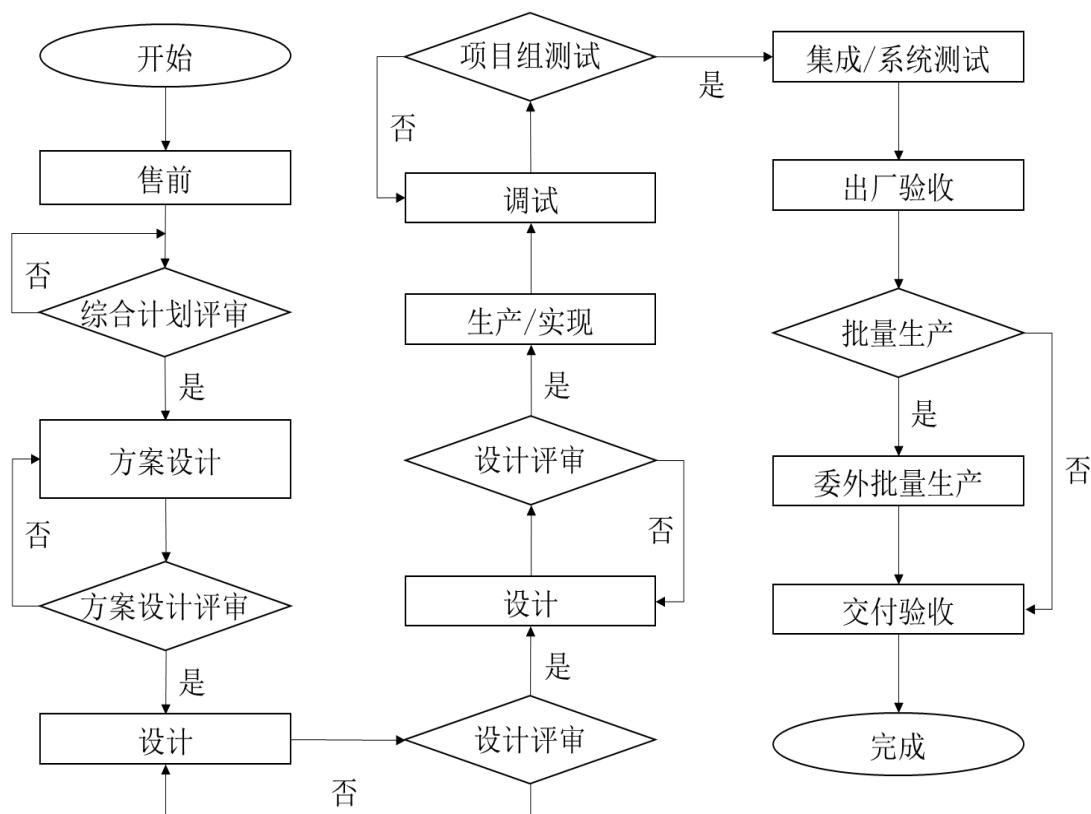 开始
售前
否
综合计划评审
是
方案设计
否
方案设计评审
是
设计
否
设计评审
是
设计
否
设计评审
是
生产/实现
调试
否
项目组测试
是
集成/系统测试
出厂验收
批量生产
是
否
委外批量生产
交付验收
完成